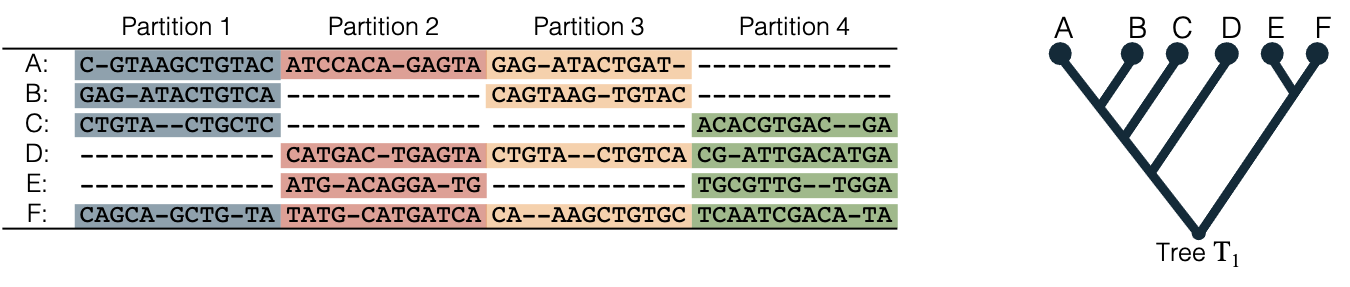 Partition 1 Partition 2 Partition 3 Partition 4
A: C-GTAAGCTGTAC ATCCACA-GAGTA GAG-ATACTGAT- -------------
B: GAG-ATACTGTCA ------------- CAGTAAG-TGTAC -------------
C: CTGTA--CTGCTC ------------- ------------- ACACGTGAC--GA
D: ------------- CATGAC-TGAGTA CTGTA--CTGTCA CG-ATTGACATGA
E: ------------- ATG-ACAGGA-TG ------------- TGCGTTG--TGGA
F: CAGCA-GCTG-TA TATG-CATGATCA CA--AAGCTGTGC TCAATCGACA-TA
A B C D E F
Tree T₁